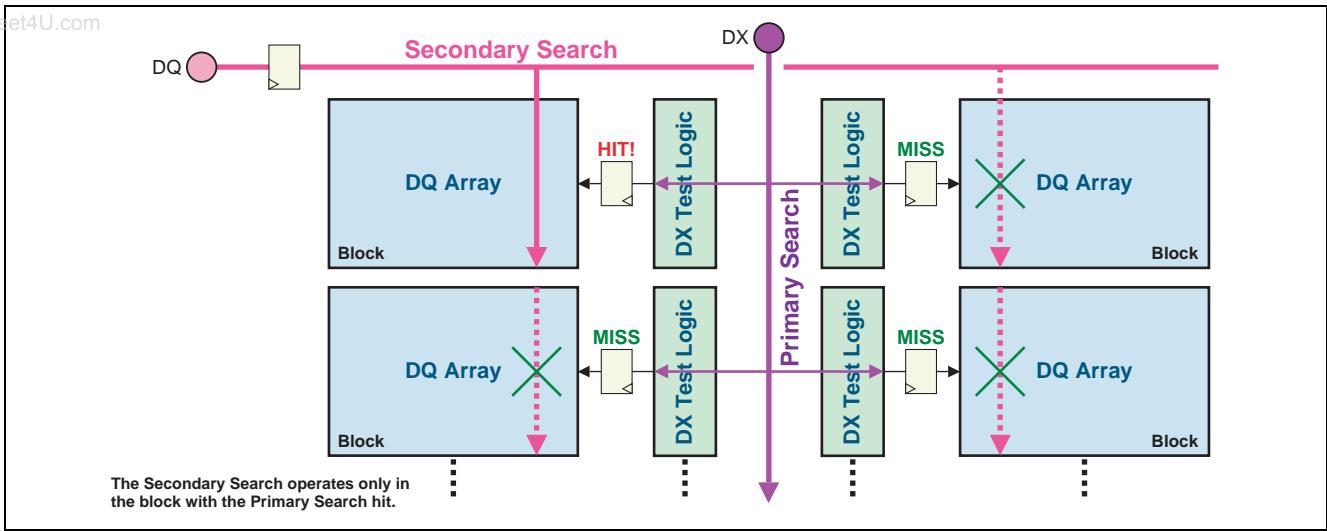 et4U.com
DX
Secondary Search
DQ
HIT!
MISS
DQ Array
DX Test Logic
DX Test Logic
DQ Array
Block
Block
Primary Search
MISS
MISS
DQ Array
DX Test Logic
DX Test Logic
DQ Array
Block
Block
The Secondary Search operates only in
the block with the Primary Search hit.